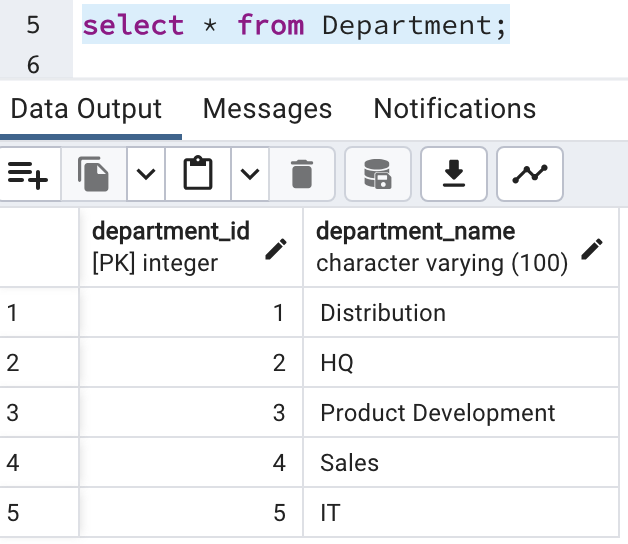 5 select * from Department;
6
Data Output Messages Notifications
department_id department_name
[PK] integer character varying (100)
1 1 Distribution
2 2 HQ
3 3 Product Development
4 4 Sales
5 5 IT